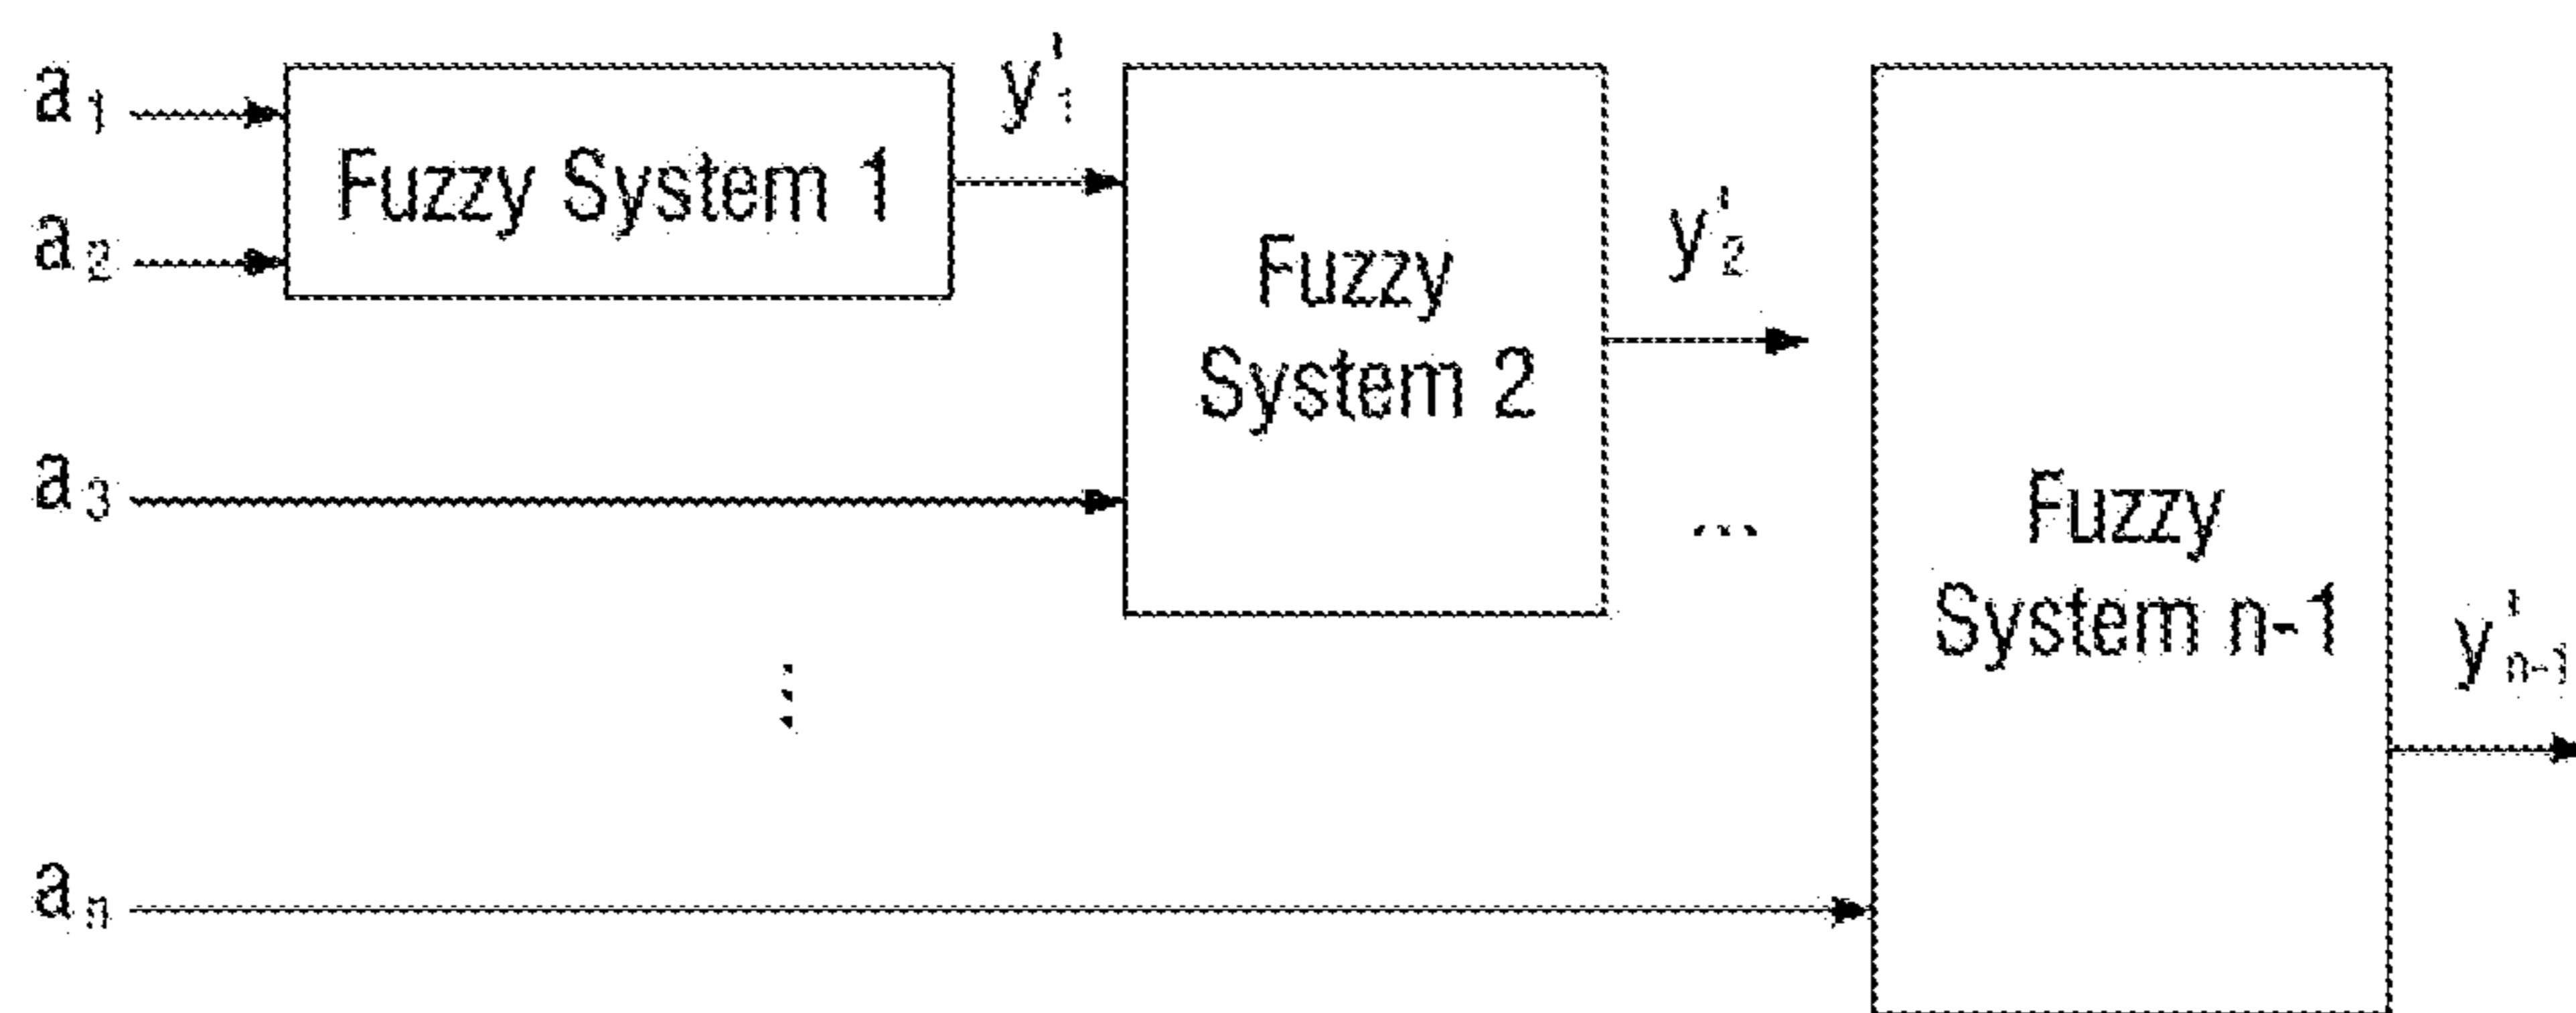 a₁
a₂
Fuzzy System 1
y'₁
a₃
Fuzzy
System 2
y'₂
...
⋮
aₙ
Fuzzy
System n-1
y'ₙ₋₁